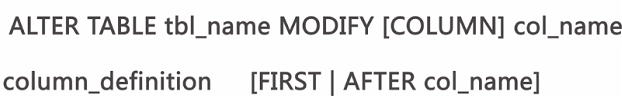 ALTER TABLE tbl_name MODIFY [COLUMN] col_name
column_definition [FIRST | AFTER col_name]